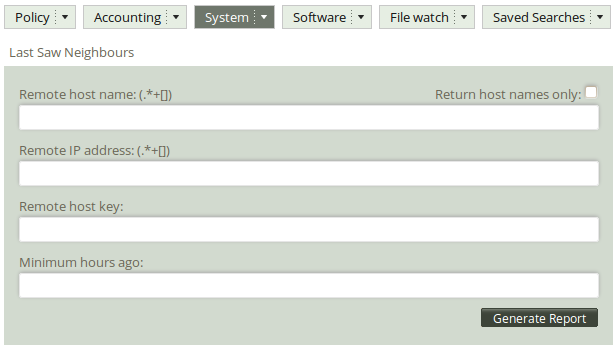 Policy Accounting System Software File watch Saved Searches
Last Saw Neighbours
Remote host name: (.*+[]) Return host names only:
Remote IP address: (.*+[])
Remote host key:
Minimum hours ago:
Generate Report